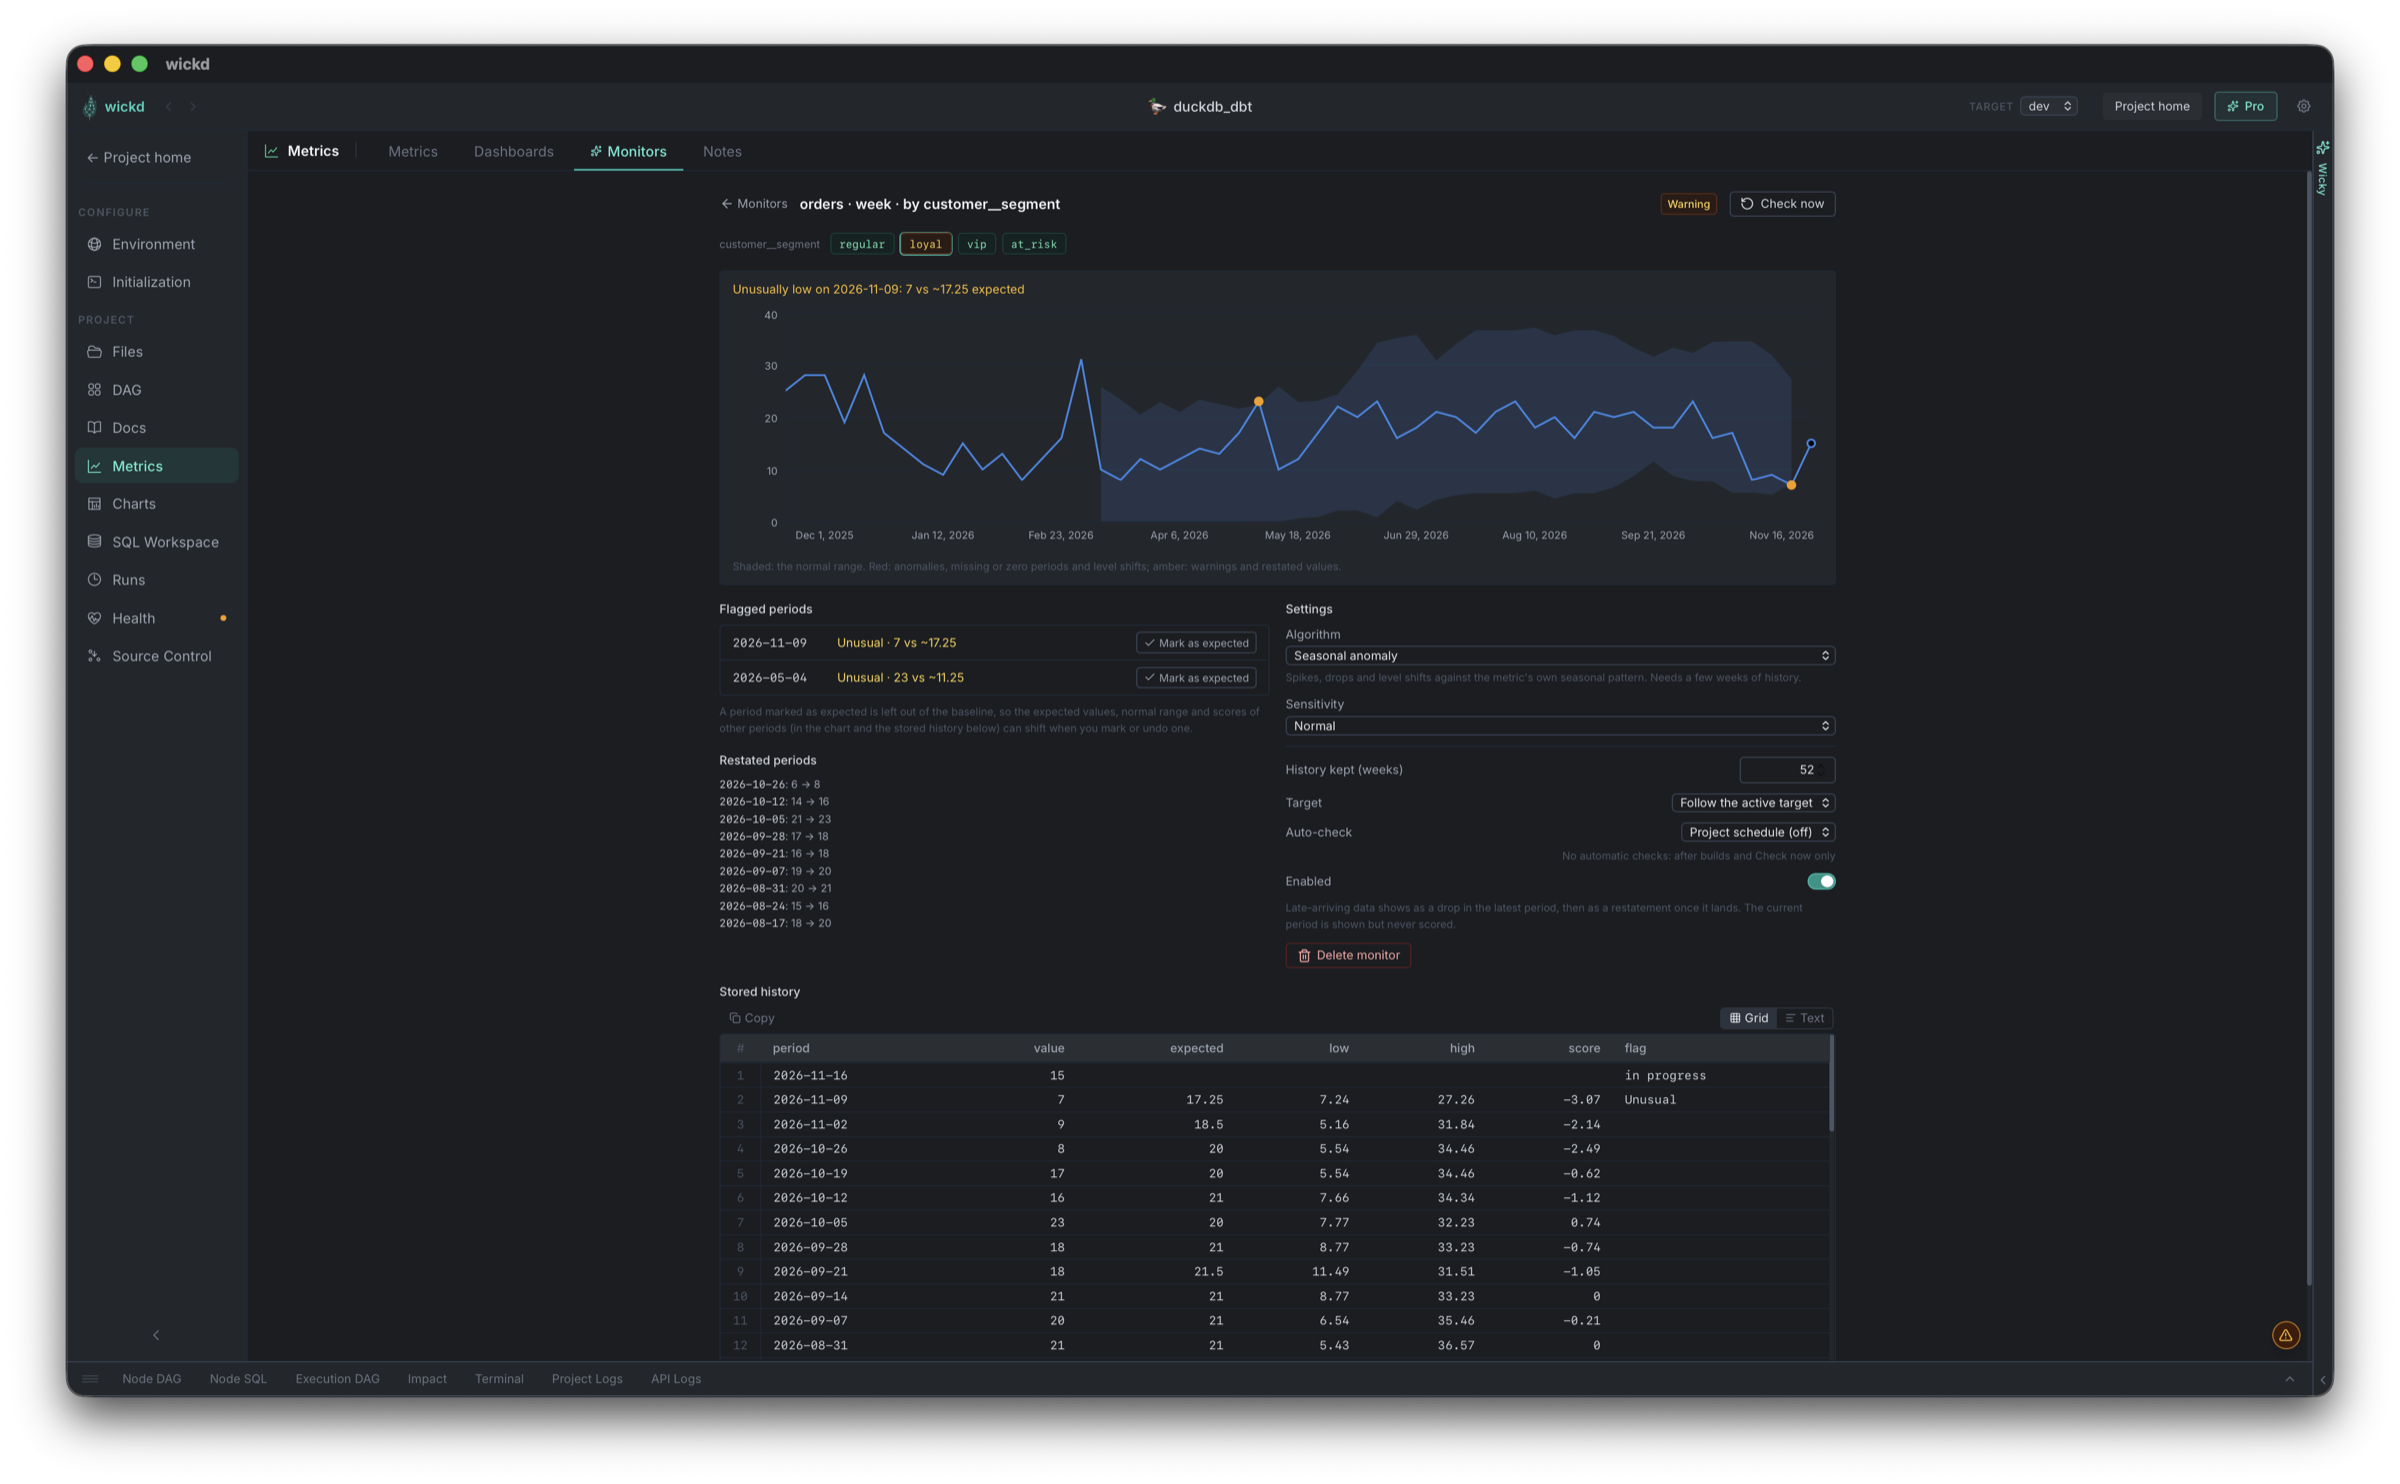 wickd
wickd
duckdb_dbt
TARGET dev Project home Pro
Project home
CONFIGURE
Environment
Initialization
PROJECT
Files
DAG
Docs
Metrics
Charts
SQL Workspace
Runs
Health
Source Control
Metrics Metrics Dashboards Monitors Notes
Wicky
Monitors orders · week · by customer__segment Warning Check now
customer__segment regular loyal vip at_risk
Unusually low on 2026-11-09: 7 vs ~17.25 expected
40
30
20
10
0
Dec 1, 2025 Jan 12, 2026 Feb 23, 2026 Apr 6, 2026 May 18, 2026 Jun 29, 2026 Aug 10, 2026 Sep 21, 2026 Nov 16, 2026
Shaded: the normal range. Red: anomalies, missing or zero periods and level shifts; amber: warnings and restated values.
Flagged periods
2026-11-09 Unusual · 7 vs ~17.25 Mark as expected
2026-05-04 Unusual · 23 vs ~11.25 Mark as expected
A period marked as expected is left out of the baseline, so the expected values, normal range and scores of
other periods (in the chart and the stored history below) can shift when you mark or undo one.
Restated periods
2026-10-26: 6 → 8
2026-10-12: 14 → 16
2026-10-05: 21 → 23
2026-09-28: 17 → 18
2026-09-21: 16 → 18
2026-09-07: 19 → 20
2026-08-31: 20 → 21
2026-08-24: 15 → 16
2026-08-17: 18 → 20
Settings
Algorithm
Seasonal anomaly
Spikes, drops and level shifts against the metric's own seasonal pattern. Needs a few weeks of history.
Sensitivity
Normal
History kept (weeks) 52
Target Follow the active target
Auto-check Project schedule (off)
No automatic checks: after builds and Check now only
Enabled
Late-arriving data shows as a drop in the latest period, then as a restatement once it lands. The current
period is shown but never scored.
Delete monitor
Stored history
Copy Grid Text
# period value expected low high score flag
1 2026-11-16 15 in progress
2 2026-11-09 7 17.25 7.24 27.26 -3.07 Unusual
3 2026-11-02 9 18.5 5.16 31.84 -2.14
4 2026-10-26 8 20 5.54 34.46 -2.49
5 2026-10-19 17 20 5.54 34.46 -0.62
6 2026-10-12 16 21 7.66 34.34 -1.12
7 2026-10-05 23 20 7.77 32.23 0.74
8 2026-09-28 18 21 8.77 33.23 -0.74
9 2026-09-21 18 21.5 11.49 31.51 -1.05
10 2026-09-14 21 21 8.77 33.23 0
11 2026-09-07 20 21 6.54 35.46 -0.21
12 2026-08-31 21 21 5.43 36.57 0
Node DAG Node SQL Execution DAG Impact Terminal Project Logs API Logs